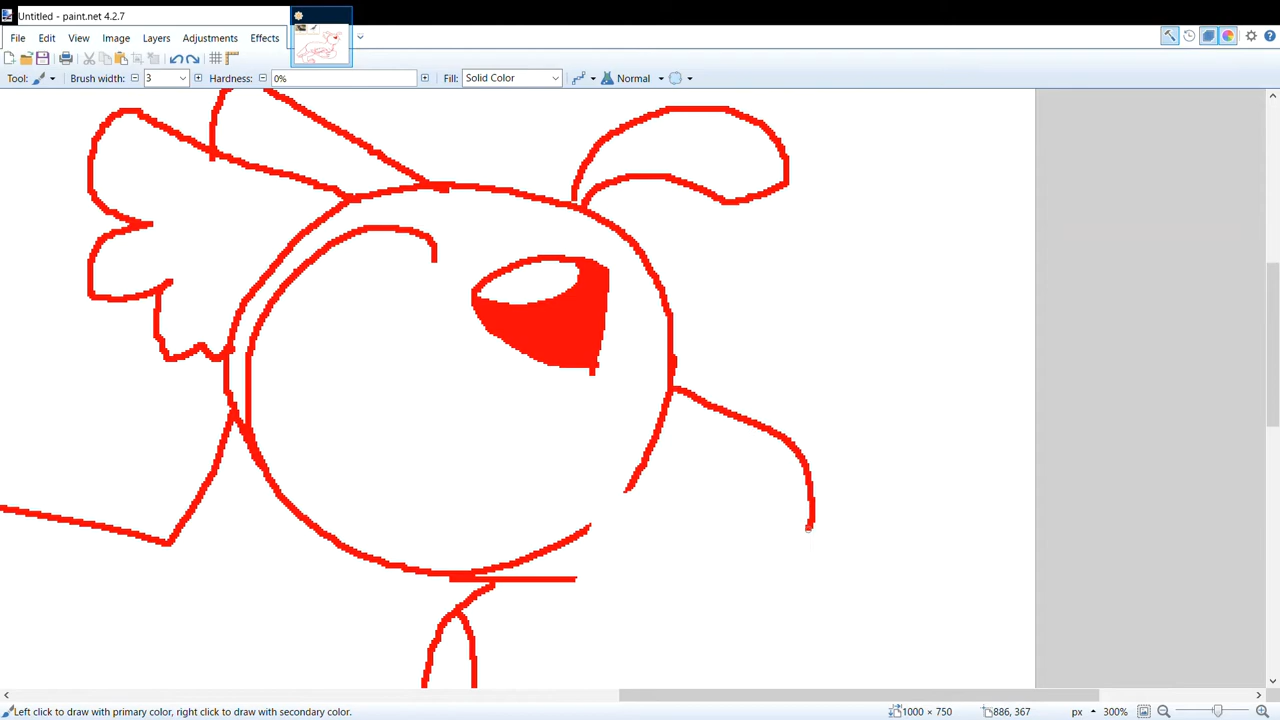 Untitled - paint.net 4.2.7
File Edit View Image Layers Adjustments Effects
Tool: Brush width: 3 Hardness: 0% Fill: Solid Color Normal
Left click to draw with primary color, right click to draw with secondary color. 1000 × 750 886, 367 px 300%